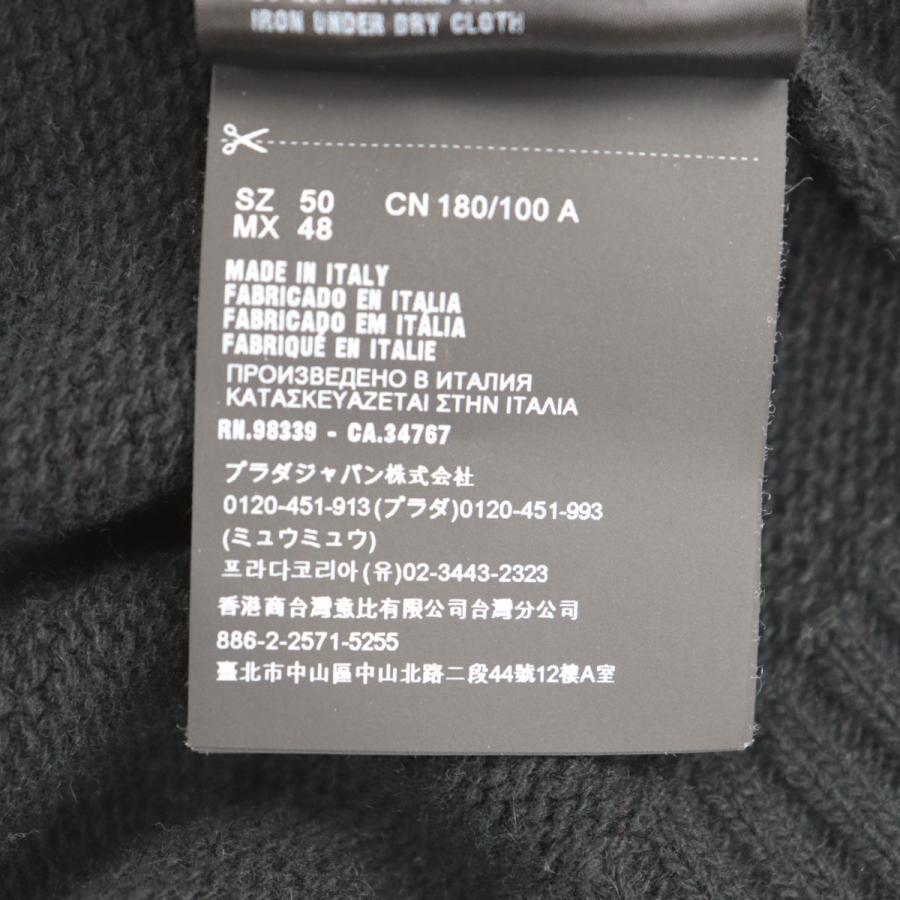 IRON UNDER DRY CLOTH
SZ 50 CN 180/100 A
MX 48
MADE IN ITALY
FABRICADO EN ITALIA
FABRICADO EM ITÀLIA
FABRIQUÉ EN ITALIE
ПРОИЗВЕДЕНО В ИТАЛИЯ
ΚΑΤΑΣΚΕΥΑΖΕΤΑΙ ΣΤΗΝ ΙΤΑΛΙΑ
RN.98339 - CA.34767
プラダジャパン株式会社
0120-451-913(プラダ)0120-451-993
(ミュウミュウ)
프라다코리아(유)02-3443-2323
香港商台灣意比有限公司台灣分公司
886-2-2571-5255
臺北市中山區中山北路二段44號12樓A室